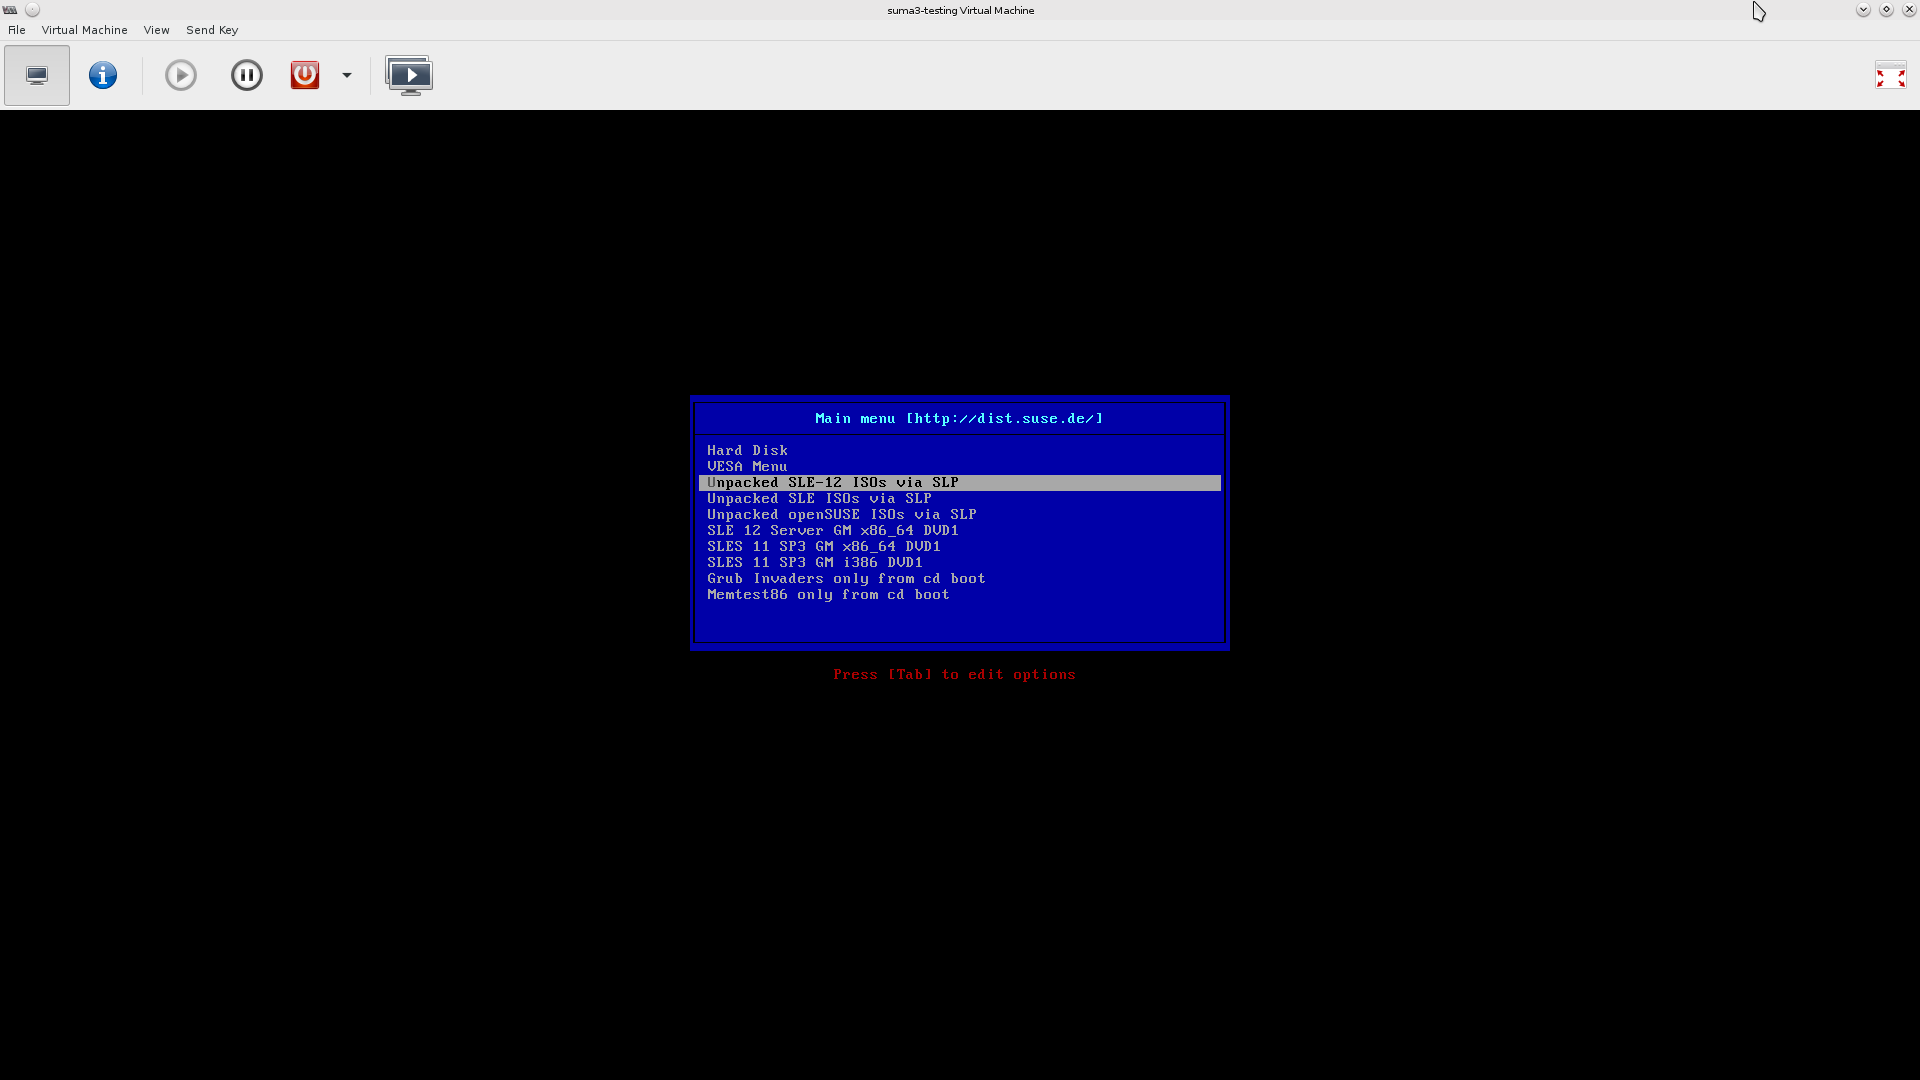 suma3-testing Virtual Machine
File Virtual Machine View Send Key
Main menu [http://dist.suse.de/]
Hard Disk
VESA Menu
Unpacked SLE-12 ISOs via SLP
Unpacked SLE ISOs via SLP
Unpacked openSUSE ISOs via SLP
SLE 12 Server GM x86_64 DVD1
SLES 11 SP3 GM x86_64 DVD1
SLES 11 SP3 GM i386 DVD1
Grub Invaders only from cd boot
Memtest86 only from cd boot
Press [Tab] to edit options